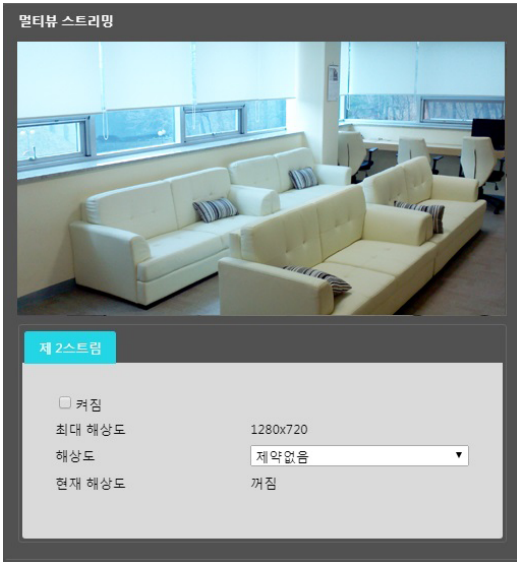 멀티뷰 스트리밍
제 2스트림
켜짐
최대 해상도 1280x720
해상도 제약없음
현재 해상도 꺼짐